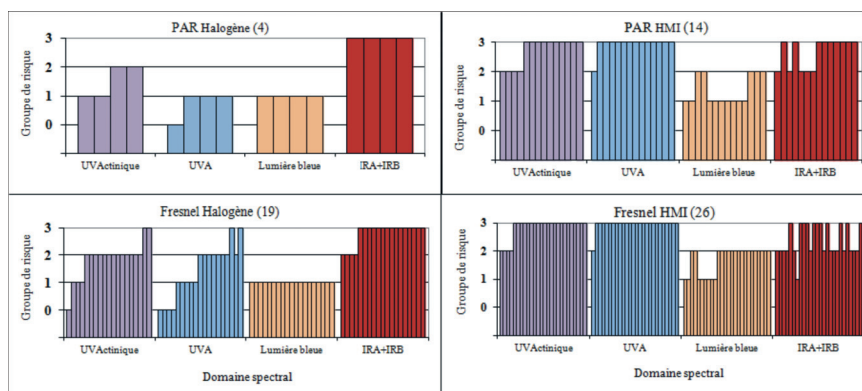 PAR Halogène (4)
Groupe de risque
3
2
1
0
UVActinique UVA Lumière bleue IRA+IRB
PAR HMI (14)
Groupe de risque
3
2
1
0
UVActinique UVA Lumière bleue IRA+IRB
Fresnel Halogène (19)
Groupe de risque
3
2
1
0
UVActinique UVA Lumière bleue IRA+IRB
Domaine spectral
Fresnel HMI (26)
Groupe de risque
3
2
1
0
UVActinique UVA Lumière bleue IRA+IRB
Domaine spectral